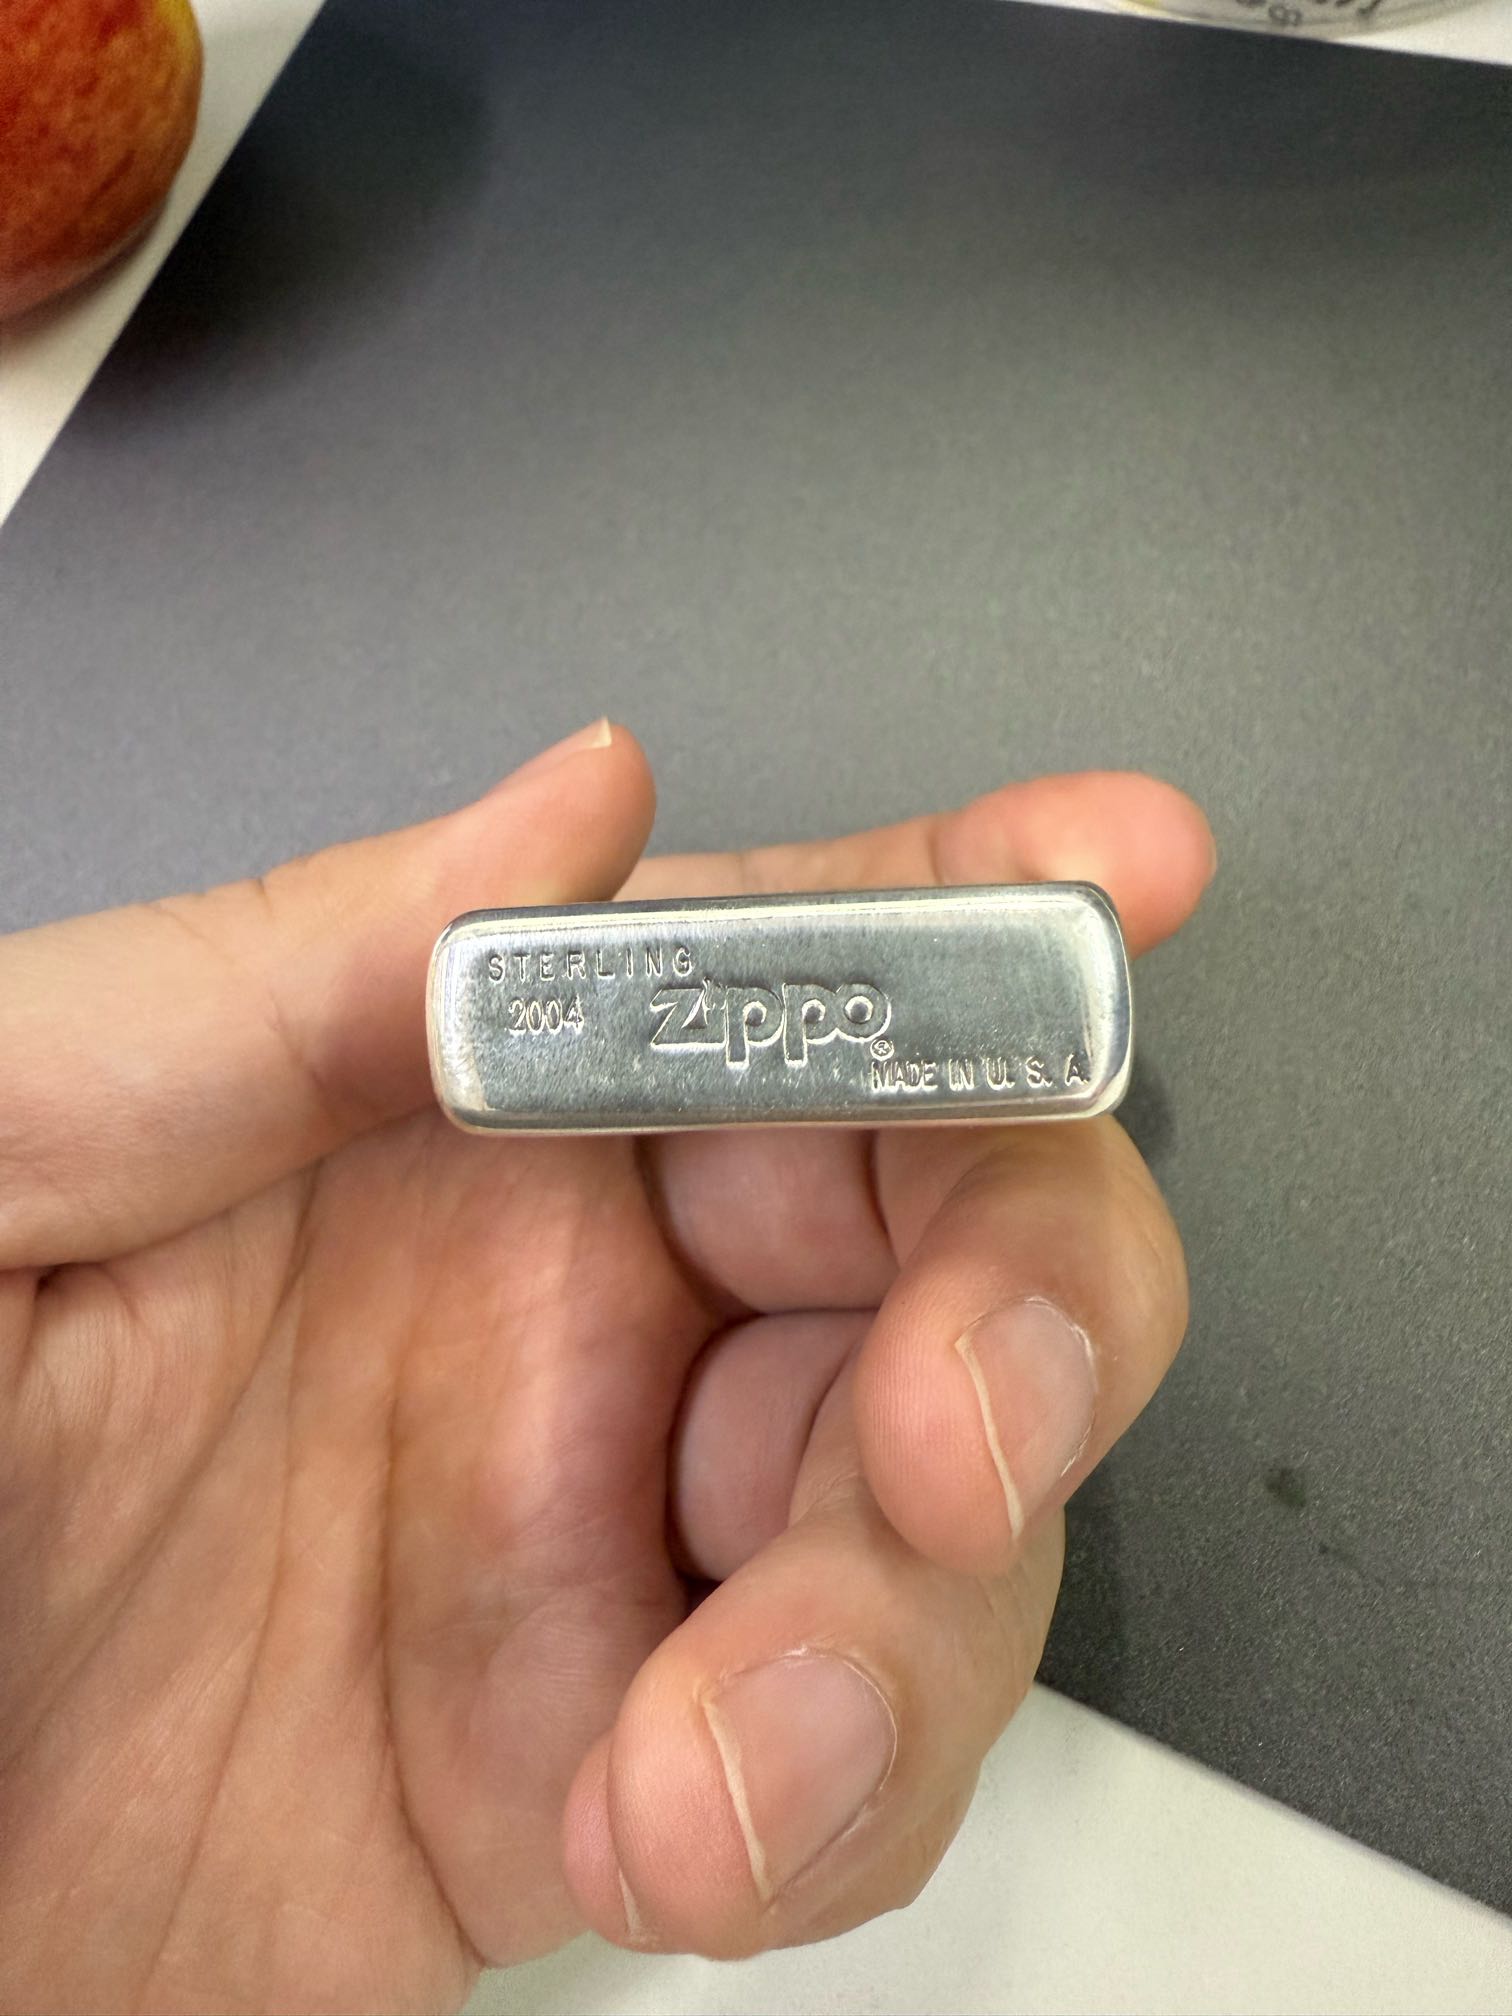 STERLING
2004
Zippo
®
MADE IN U. S. A.